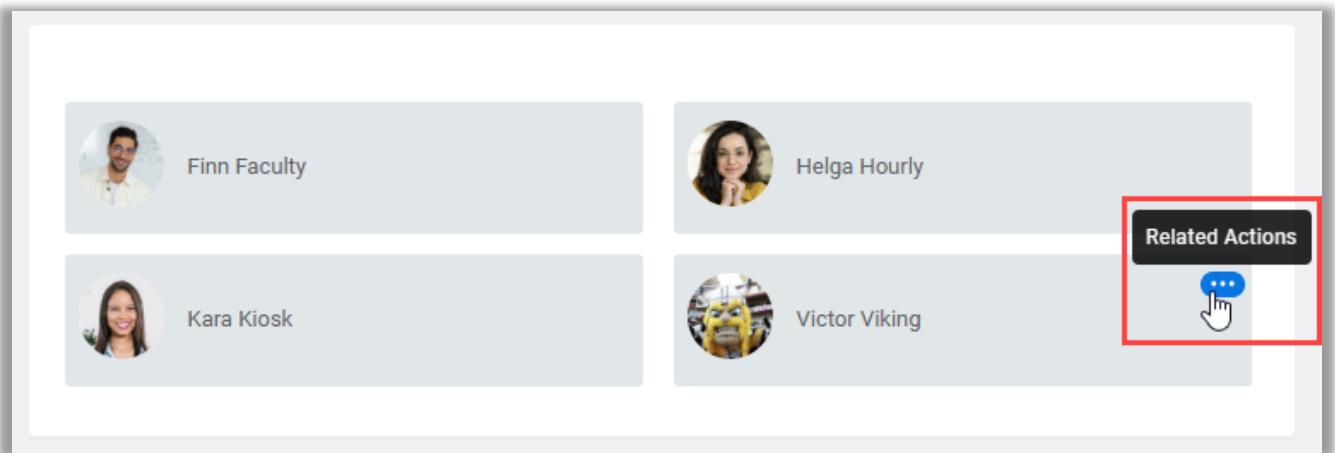 Finn Faculty
Helga Hourly
Related Actions
Kara Kiosk
Victor Viking